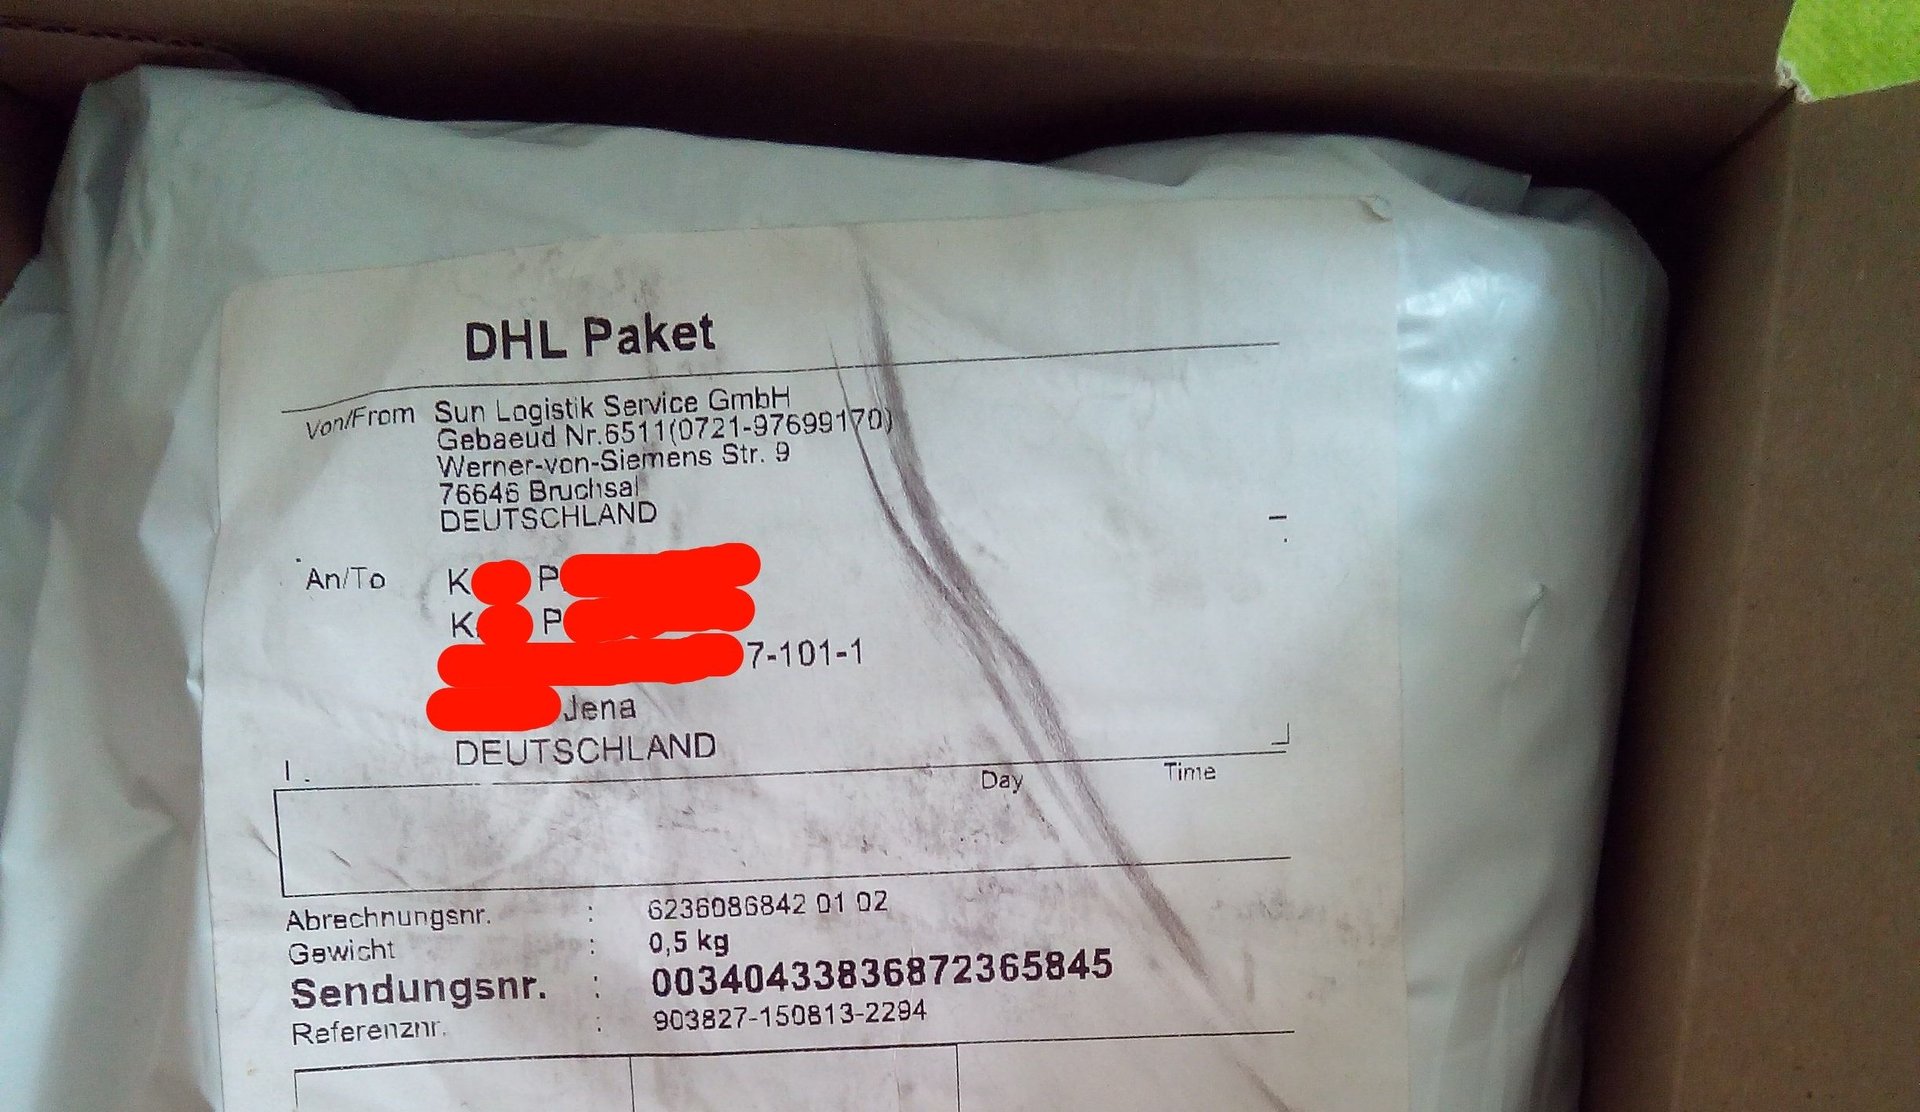 DHL Paket
Von/From Sun Logistik Service GmbH
Gebaeud Nr.6511(0721-97699170)
Werner-von-Siemens Str. 9
76646 Bruchsal
DEUTSCHLAND
An/To K P
K P
7-101-1
Jena
DEUTSCHLAND
Day Time
Abrechnungsnr. : 6236086842 01 02
Gewicht : 0,5 kg
Sendungsnr. : 00340433836872365845
Referenznr. : 903827-150813-2294